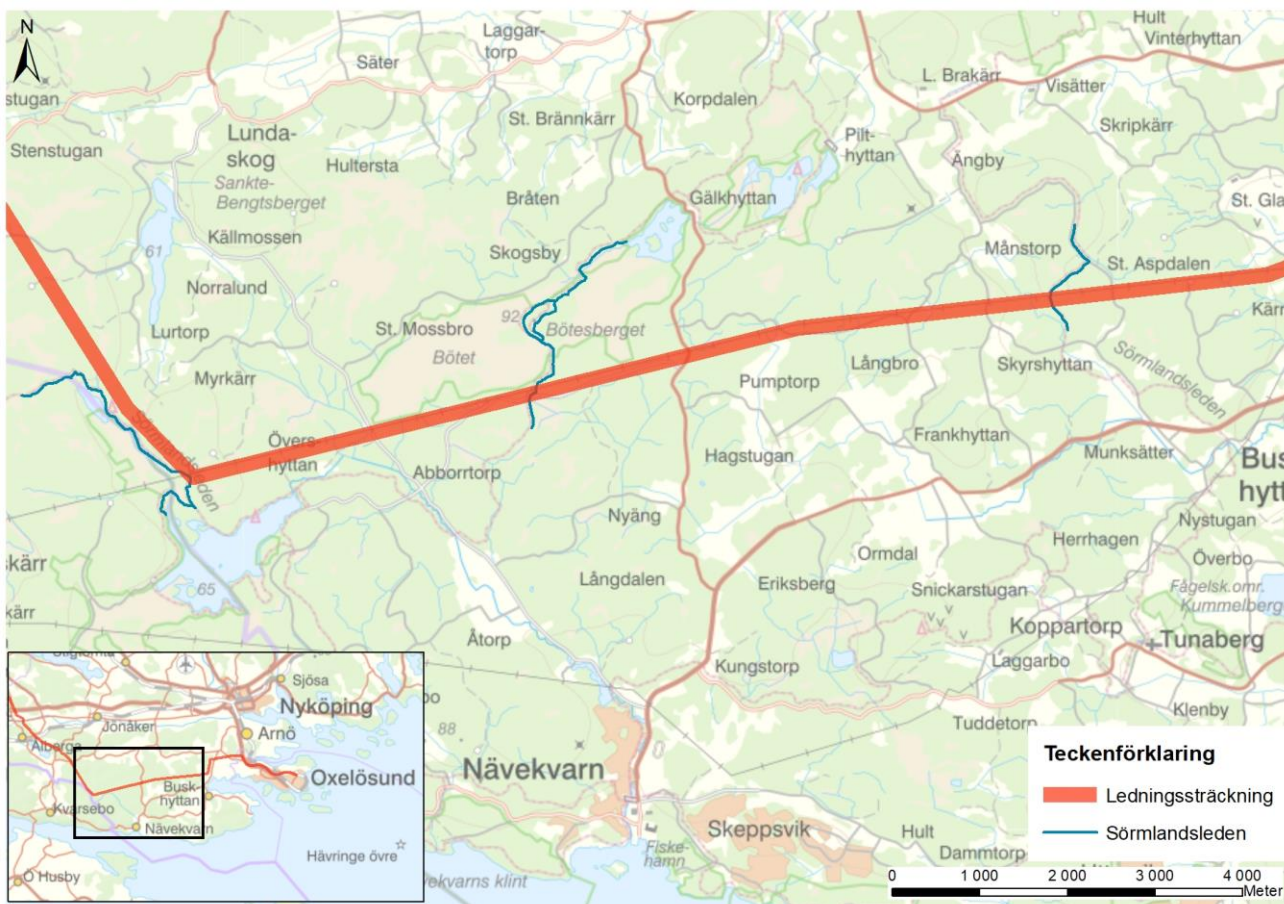 N
Hult
Vinterhyttan
Laggar-
torp
Säter
L. Brakärr
Visätter
stugan
Korpdalen
Lunda-
skog
St. Brännkärr
Pilt-
hyttan
Skripkärr
Stenstugan
Hultersta
Ängby
Sankte-
Bengtsberget
Bråten
Gälkhyttan
St. Gla
Källmossen
61
Skogsby
Månstorp
St. Aspdalen
Norralund
Kärr
St. Mossbro
92
Bötesberget
Lurtorp
Bötet
Långbro
Skyrshyttan
Myrkärr
Pumptorp
Sörmlandsleden
Sörmlandsleden
Övers-
hyttan
Frankhyttan
Abborrtorp
Hagstugan
Munksätter
Bus
hytt
Nyäng
Nystugan
Herrhagen
Ormdal
Överbo
skärr
Långdalen
Eriksberg
Snickarstugan
Fågelsk.omr.
Kummelberg
65
kärr
Koppartorp
Åtorp
Tunaberg
Kungstorp
Laggarbo
Klenby
Tuddetorp
88
Nävekvarn
Skeppsvik
Hult
Dammtorp
Fiske-
hamn
vekvarns klint
Sjösa
Nyköping
Jönåker
Arnö
Ålberga
Oxelösund
Busk-
hyttan
Kvarsebo
Nävekvarn
Hävringe övre
Ö Husby
Teckenförklaring
Ledningssträckning
Sörmlandsleden
0 1 000 2 000 3 000 4 000
Meter